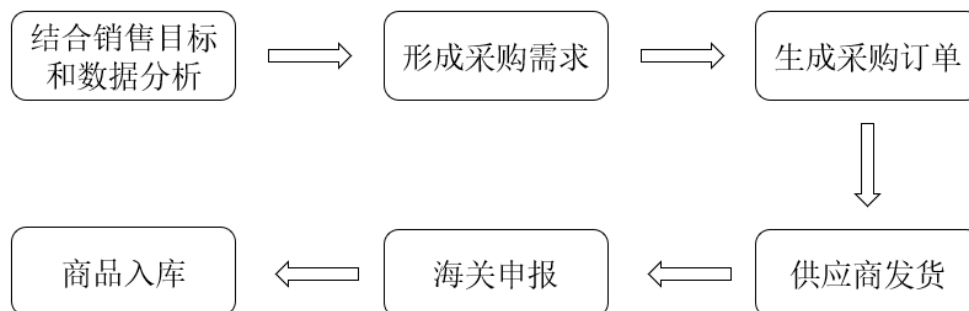 结合销售目标
和数据分析
形成采购需求
生成采购订单
供应商发货
海关申报
商品入库